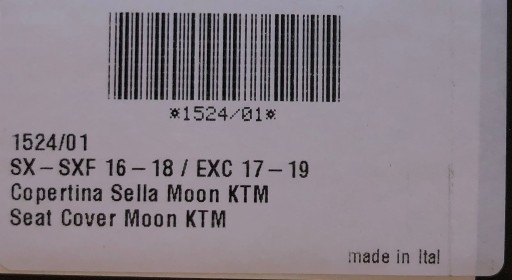 *1524/01*
1524/01
SX-SXF 16-18 / EXC 17-19
Copertina Sella Moon KTM
Seat Cover Moon KTM
made in Ital